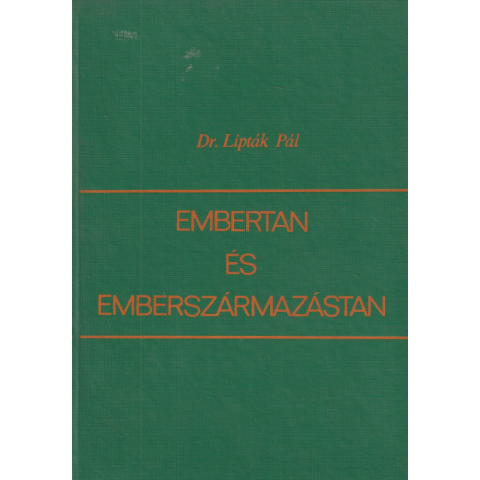 Dr. Lipták Pál
EMBERTAN
ÉS
EMBERSZÁRMAZÁSTAN